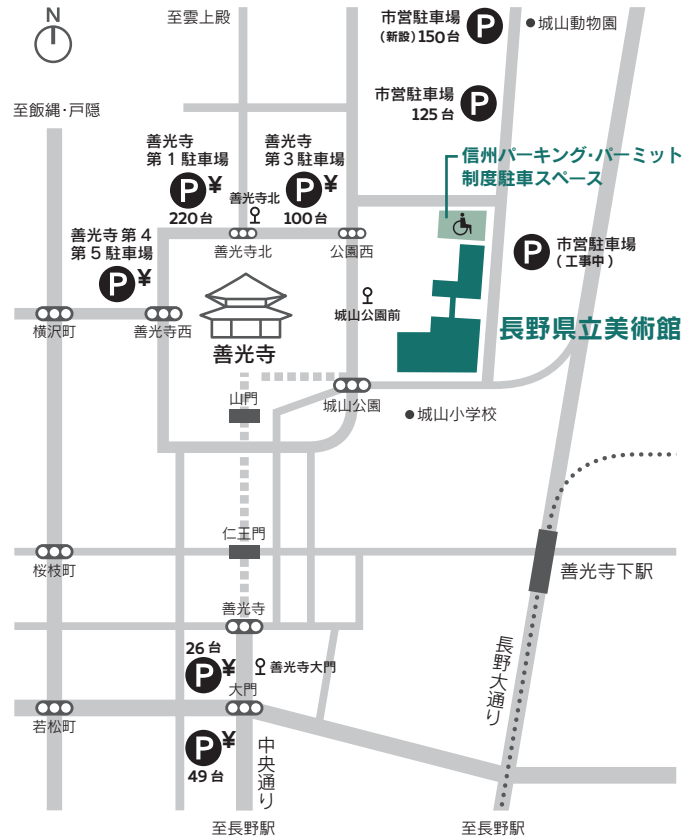 N
至雲上殿
市営駐車場
(新設)150台
P
城山動物園
市営駐車場
125台
P
至飯縄・戸隠
善光寺
第1駐車場
P¥
220台
善光寺
第3駐車場
P¥
100台
善光寺北
信州パーキング・パーミット
制度駐車スペース
善光寺第4
第5駐車場
P¥
善光寺北
公園西
P
市営駐車場
(工事中)
横沢町
善光寺西
善光寺
城山公園前
長野県立美術館
山門
城山公園
城山小学校
仁王門
桜枝町
善光寺下駅
善光寺
26台
P¥
善光寺大門
大門
若松町
P¥
49台
中央通り
長野大通り
至長野駅
至長野駅